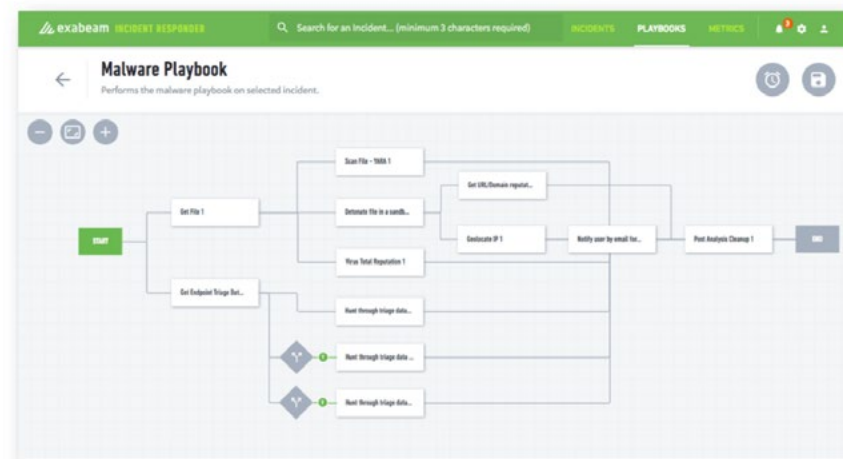 exabeam INCIDENT RESPONDER
Search for an Incident... (minimum 3 characters required)
INCIDENTS
PLAYBOOKS
METRICS
3
Malware Playbook
Performs the malware playbook on selected incident.
Scan File - YARA 1
Get URL/Domain reputat...
Get File 1
Detonate file in a sandb...
START
Geolocate IP 1
Notify user by email for...
Post Analysis Cleanup 1
END
Virus Total Reputation 1
Get Endpoint Triage Dat...
Hunt through triage data...
Hunt through triage data ...
Hunt through triage data...